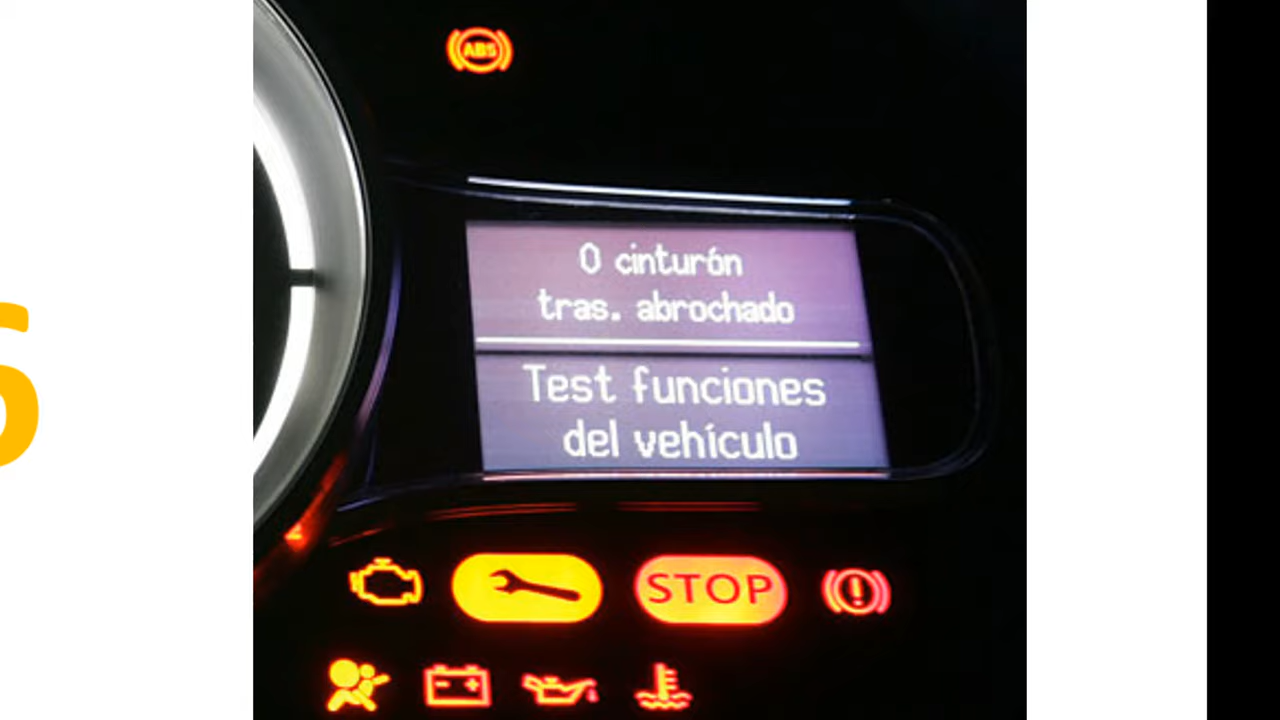 ABS
0 cinturón
tras. abrochado
Test funciones
del vehículo
STOP